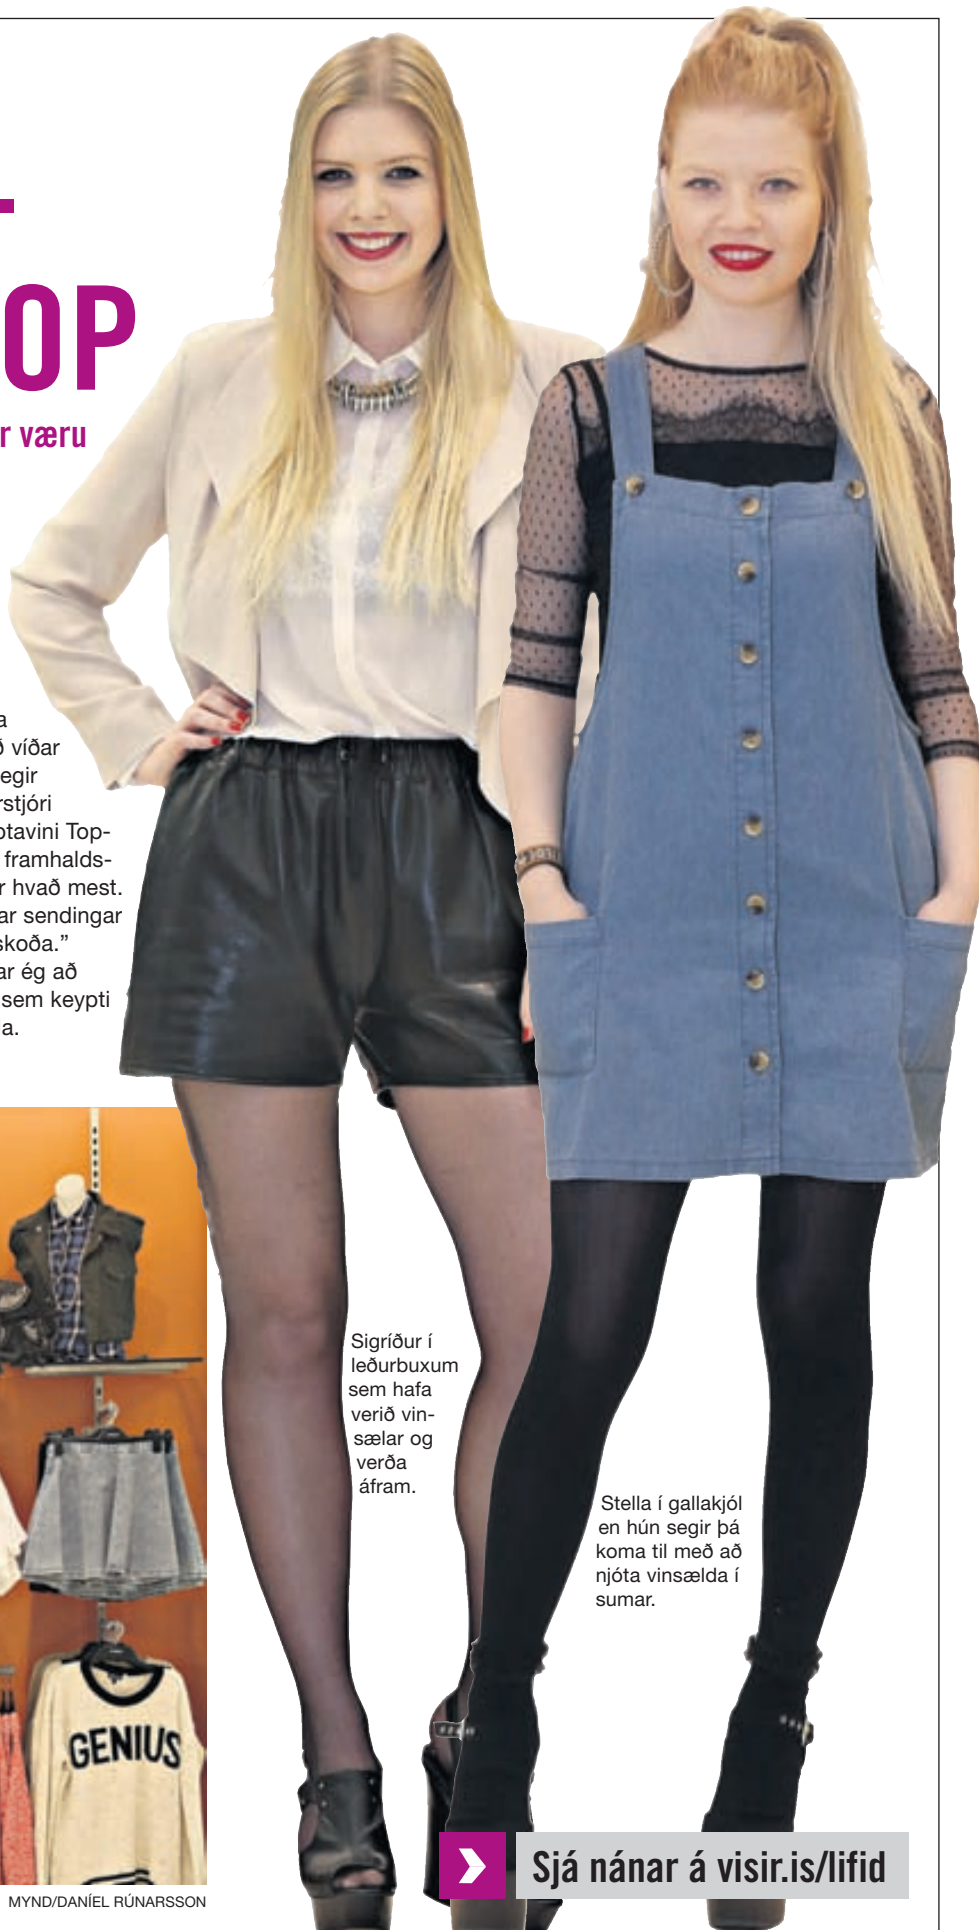 OP
r væru
a
ð víðar
egir
rstjóri
ptavini Top-
framhalds-
r hvað mest.
ar sendingar
skoða.”
ar ég að
sem keypti
a.
Sigríður í
leðurbuxum
sem hafa
verið vin-
sælar og
verða
áfram.
Stella í gallakjól
en hún segir þá
koma til með að
njóta vinsælda í
sumar.
GENIUS
Sjá nánar á visir.is/lifid
MYND/DANÍEL RÚNARSSON